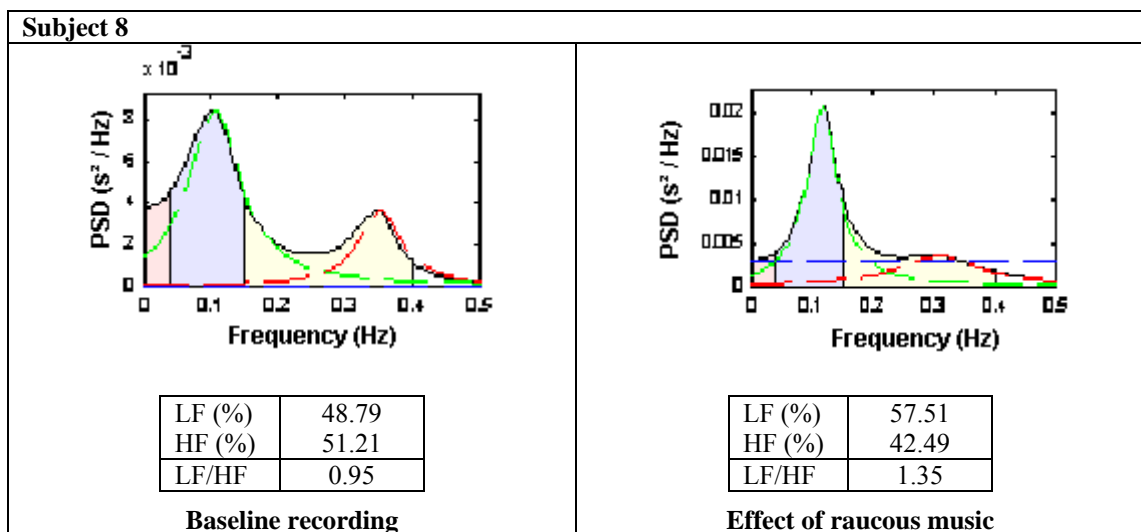 Subject 8
x 10⁻³
8
6
4
2
0
PSD (s² / Hz)
0 0.1 0.2 0.3 0.4 0.5
Frequency (Hz)
LF (%) 48.79
HF (%) 51.21
LF/HF 0.95
Baseline recording
0.02
0.015
0.01
0.005
0
PSD (s² / Hz)
0 0.1 0.2 0.3 0.4 0.5
Frequency (Hz)
LF (%) 57.51
HF (%) 42.49
LF/HF 1.35
Effect of raucous music